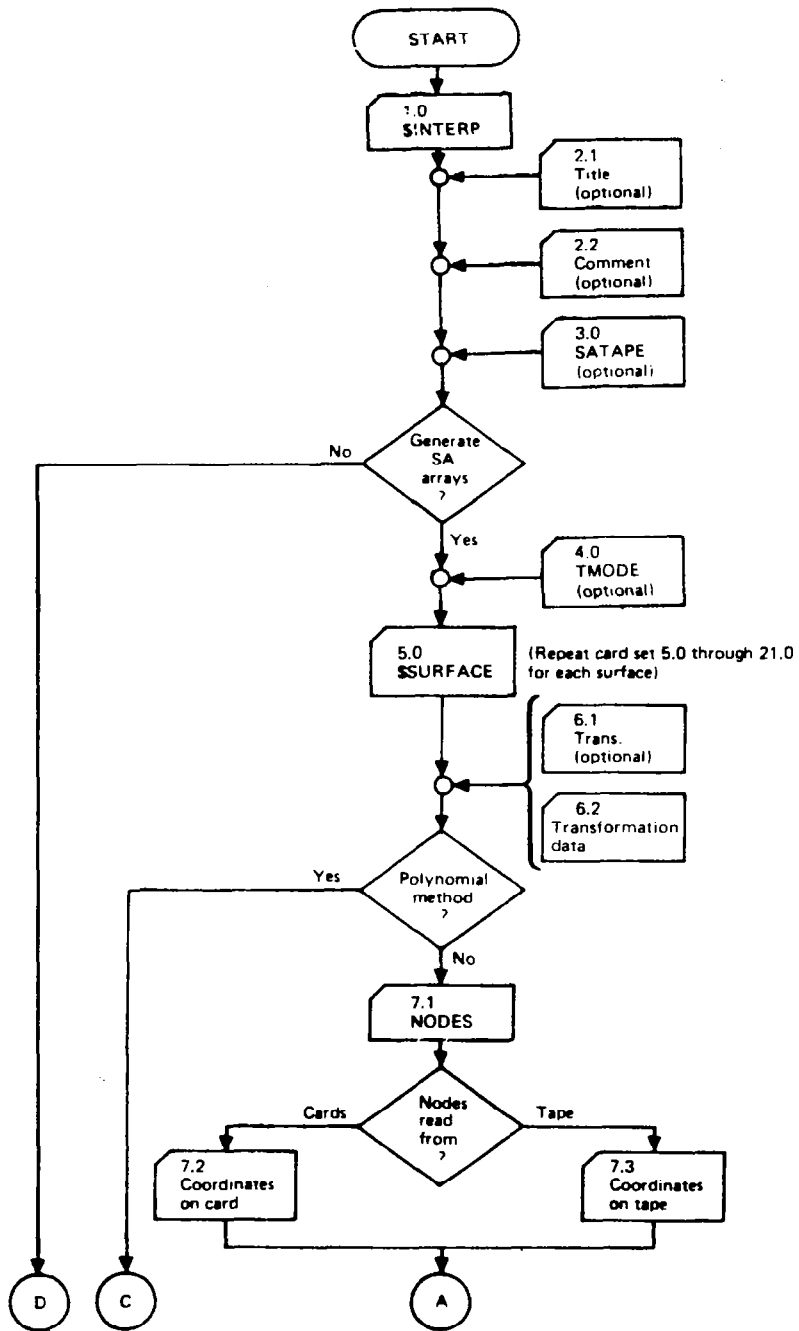 START
1.0
$INTERP
2.1
Title
(optional)
2.2
Comment
(optional)
3.0
SATAPE
(optional)
Generate
SA
arrays
?
No
Yes
4.0
TMODE
(optional)
5.0
$SURFACE
(Repeat card set 5.0 through 21.0
for each surface)
6.1
Trans.
(optional)
6.2
Transformation
data
Polynomial
method
?
Yes
No
7.1
NODES
Nodes
read
from
?
Cards
Tape
7.2
Coordinates
on card
7.3
Coordinates
on tape
D
C
A